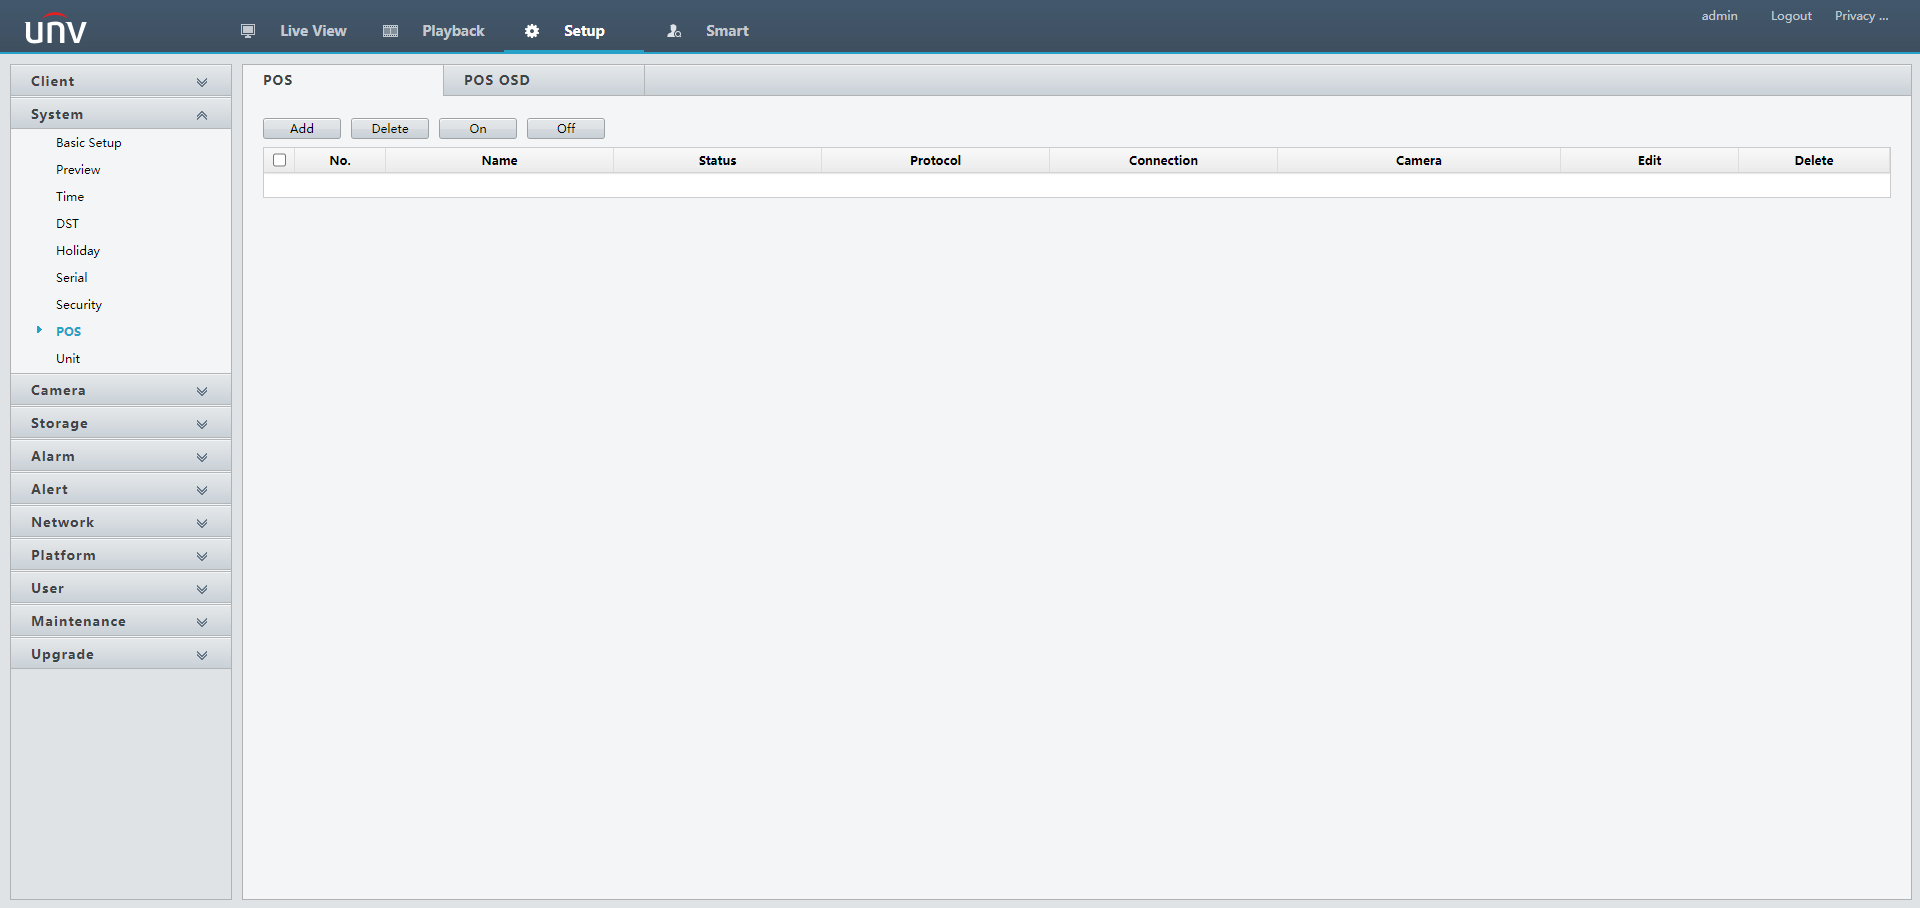 unv
Live View
Playback
Setup
Smart
admin
Logout
Privacy ...
Client
System
Basic Setup
Preview
Time
DST
Holiday
Serial
Security
POS
Unit
Camera
Storage
Alarm
Alert
Network
Platform
User
Maintenance
Upgrade
POS
POS OSD
Add
Delete
On
Off
No.
Name
Status
Protocol
Connection
Camera
Edit
Delete